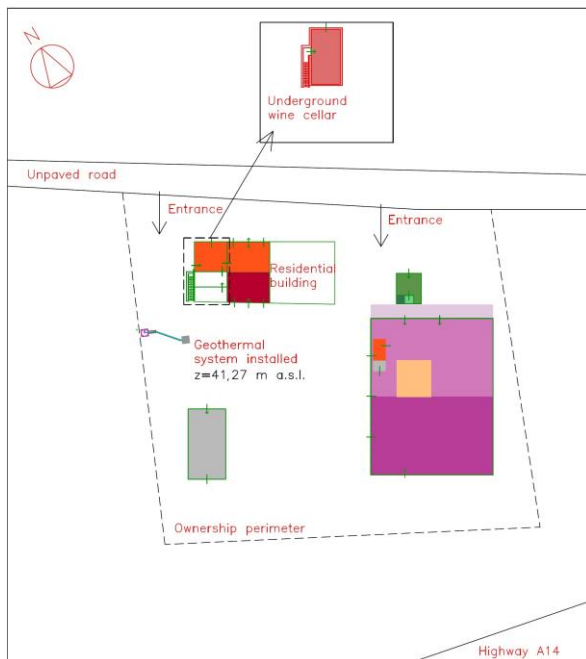 N
Underground
wine cellar
Unpaved road
Entrance
Entrance
Residential
building
Geothermal
system installed
z=41,27 m a.s.l.
Ownership perimeter
Highway A14